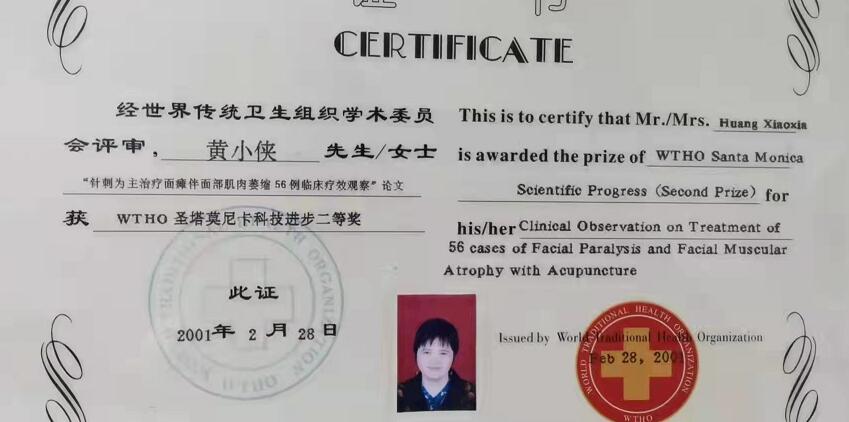 CERTIFICATE
经世界传统卫生组织学术委员
会评审,黄小侠先生/女士
“针刺为主治疗面瘫伴面部肌肉萎缩56例临床疗效观察”论文
获 WTHO 圣塔莫尼卡科技进步二等奖
此证
2001年 2 月 28 日
This is to certify that Mr./Mrs. Huang Xiaoxia
is awarded the prize of WTHO Santa Monica
Scientific Progress (Second Prize) for
his/her Clinical Observation on Treatment of
56 cases of Facial Paralysis and Facial Muscular
Atrophy with Acupuncture
Issued by World Traditional Health Organization
Feb 28, 2001
WORLD TRADITIONAL HEALTH ORGANIZATION
WTHO
WORLD TRADITIONAL HEALTH ORGANIZATION
WTHO